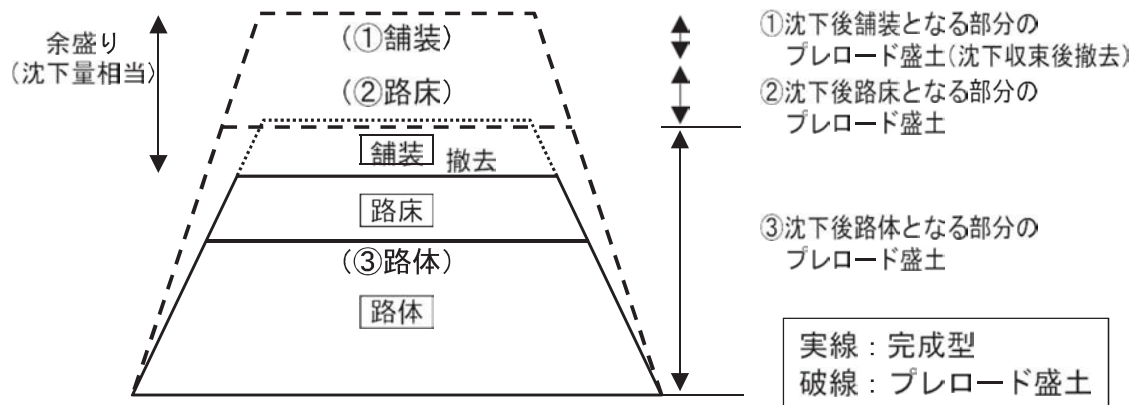 余盛り
(沈下量相当)
(①舗装)
(②路床)
舗装 撤去
路床
(③路体)
路体
①沈下後舗装となる部分の
プレロード盛土(沈下収束後撤去)
②沈下後路床となる部分の
プレロード盛土
③沈下後路体となる部分の
プレロード盛土
実線：完成型
破線：プレロード盛土